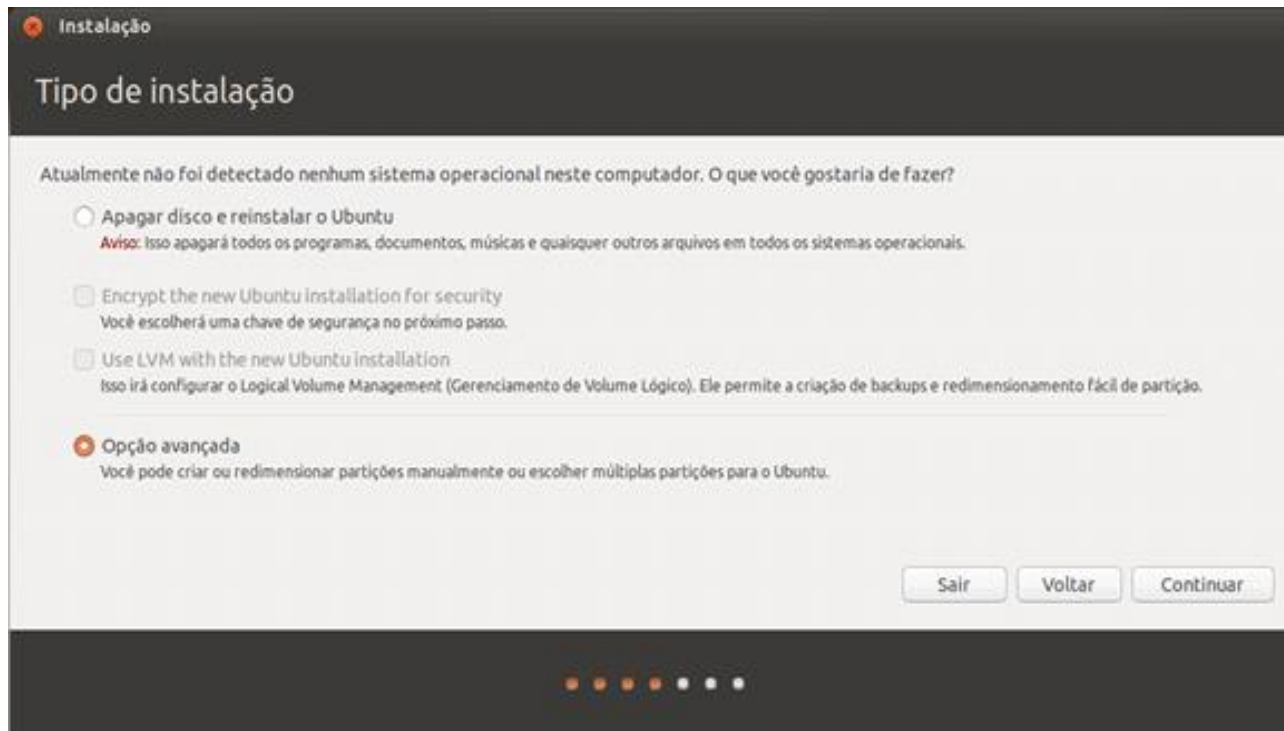 Instalação
Tipo de instalação
Atualmente não foi detectado nenhum sistema operacional neste computador. O que você gostaria de fazer?
Apagar disco e reinstalar o Ubuntu
Aviso: Isso apagará todos os programas, documentos, músicas e quaisquer outros arquivos em todos os sistemas operacionais.
Encrypt the new Ubuntu installation for security
Você escolherá uma chave de segurança no próximo passo.
Use LVM with the new Ubuntu installation
Isso irá configurar o Logical Volume Management (Gerenciamento de Volume Lógico). Ele permite a criação de backups e redimensionamento fácil de partição.
Opção avançada
Você pode criar ou redimensionar partições manualmente ou escolher múltiplas partições para o Ubuntu.
Sair
Voltar
Continuar